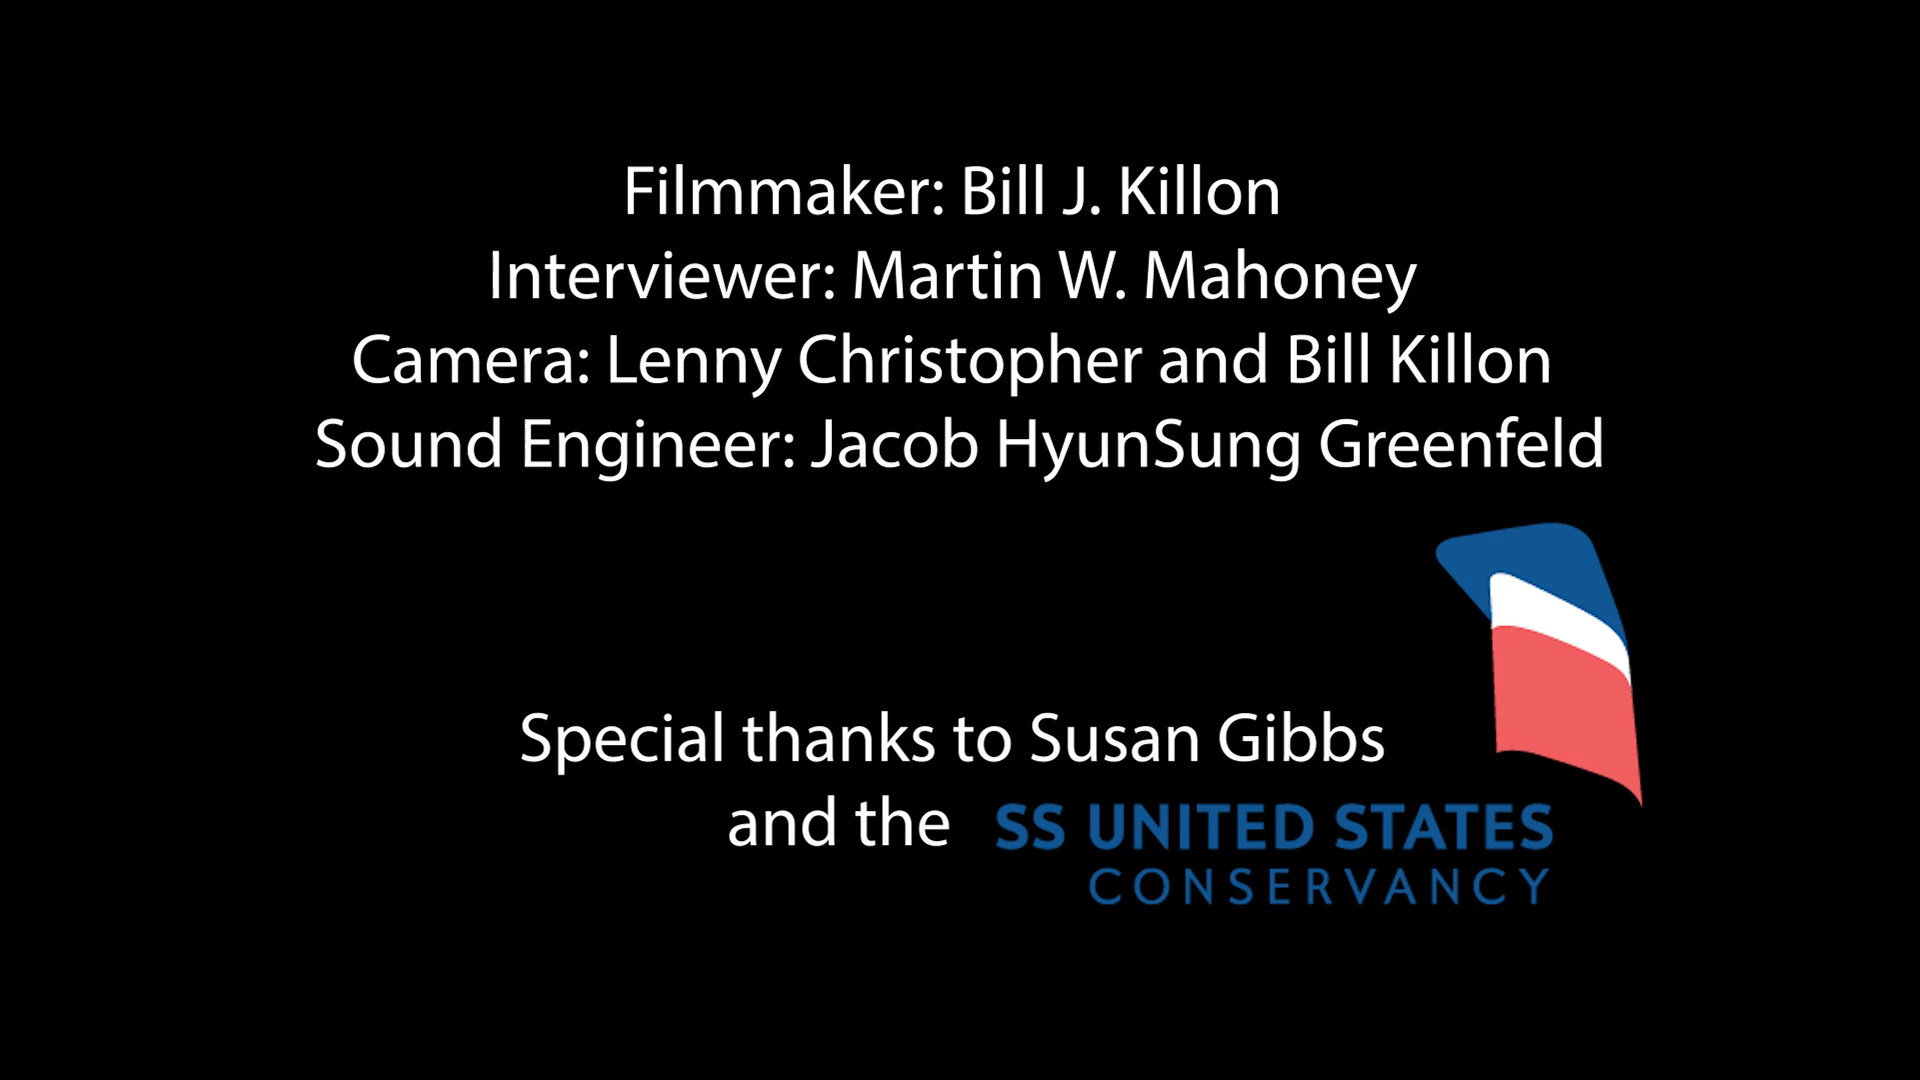 Filmmaker: Bill J. Killon
Interviewer: Martin W. Mahoney
Camera: Lenny Christopher and Bill Killon
Sound Engineer: Jacob HyunSung Greenfeld
Special thanks to Susan Gibbs
and the SS UNITED STATES
CONSERVANCY